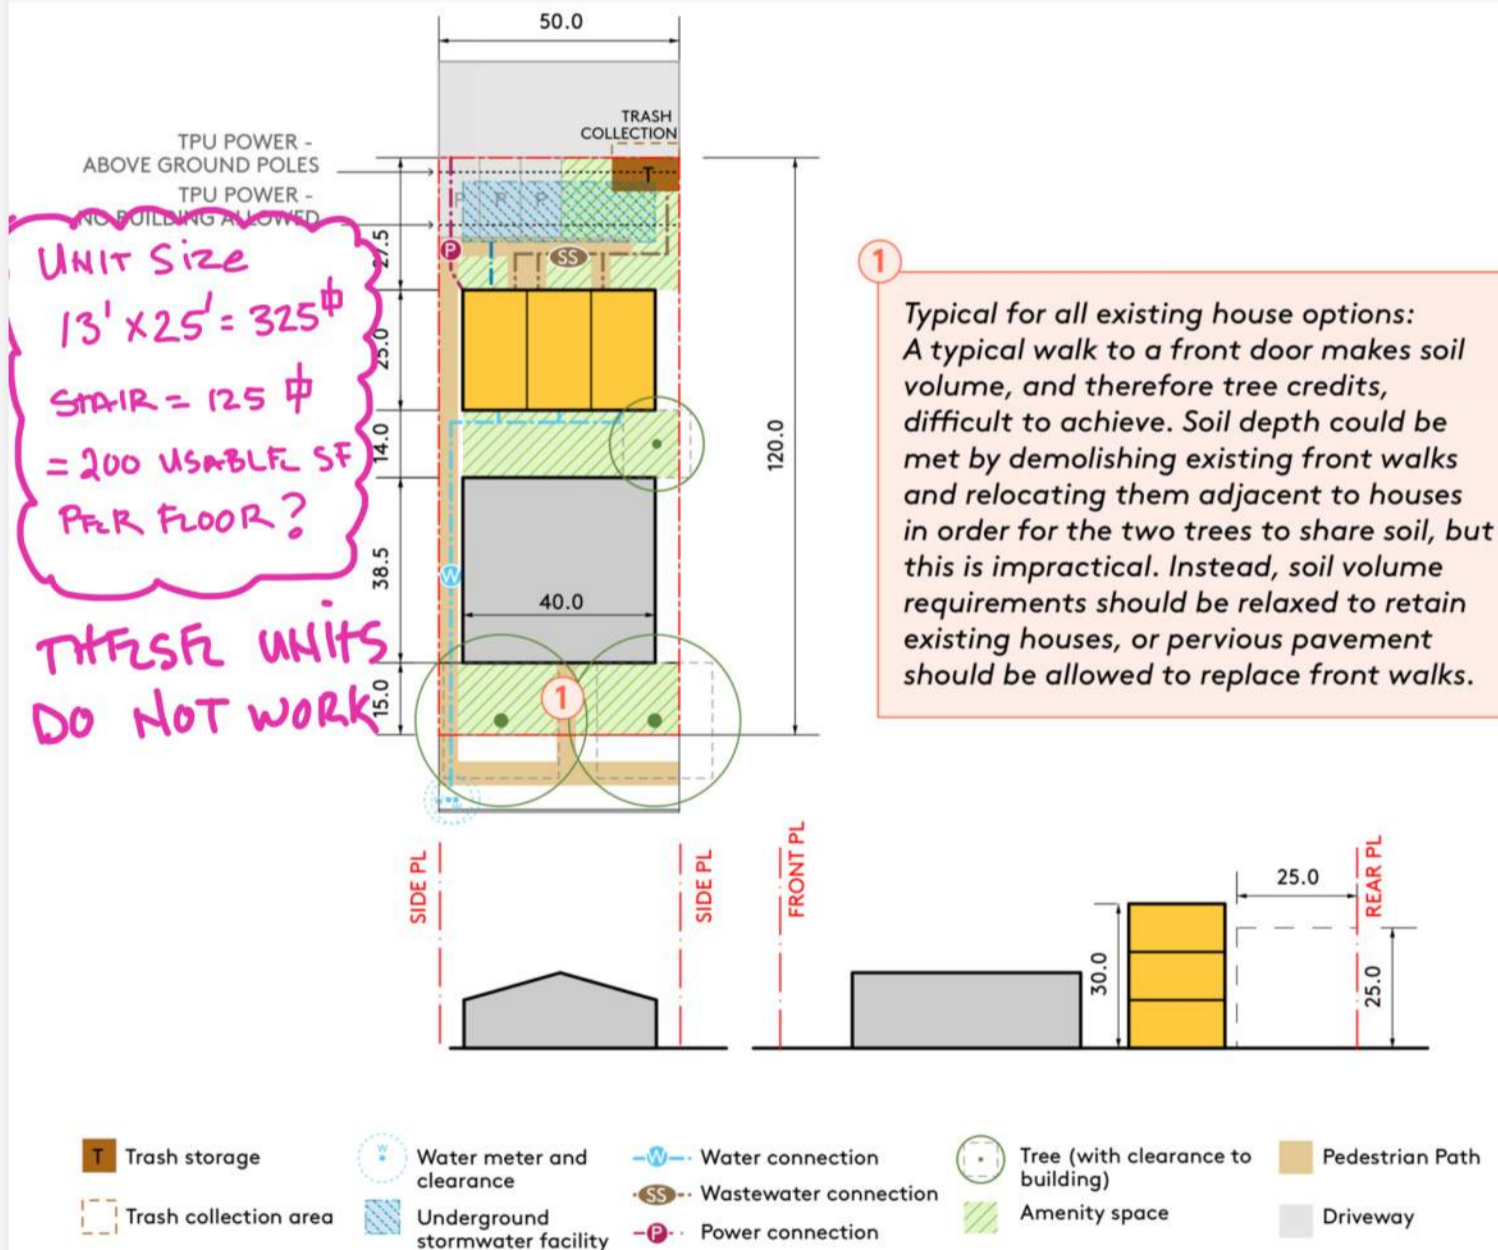 50.0
TRASH
COLLECTION
TPU POWER -
ABOVE GROUND POLES
TPU POWER -
NO BUILDING ALLOWED
T
P P P
P
SS
27.5
UNIT SIZE
13' X 25' = 325⏀
STAIR = 125 ⏀
= 200 USABLE SF
PER FLOOR?
THESE UNITS
DO NOT WORK
25.0
14.0
120.0
38.5
W
40.0
15.0
1
1
Typical for all existing house options:
A typical walk to a front door makes soil
volume, and therefore tree credits,
difficult to achieve. Soil depth could be
met by demolishing existing front walks
and relocating them adjacent to houses
in order for the two trees to share soil, but
this is impractical. Instead, soil volume
requirements should be relaxed to retain
existing houses, or pervious pavement
should be allowed to replace front walks.
SIDE PL
SIDE PL
FRONT PL
REAR PL
25.0
30.0
25.0
T Trash storage
Trash collection area
W
Water meter and
clearance
Underground
stormwater facility
W Water connection
SS Wastewater connection
P Power connection
Tree (with clearance to
building)
Amenity space
Pedestrian Path
Driveway